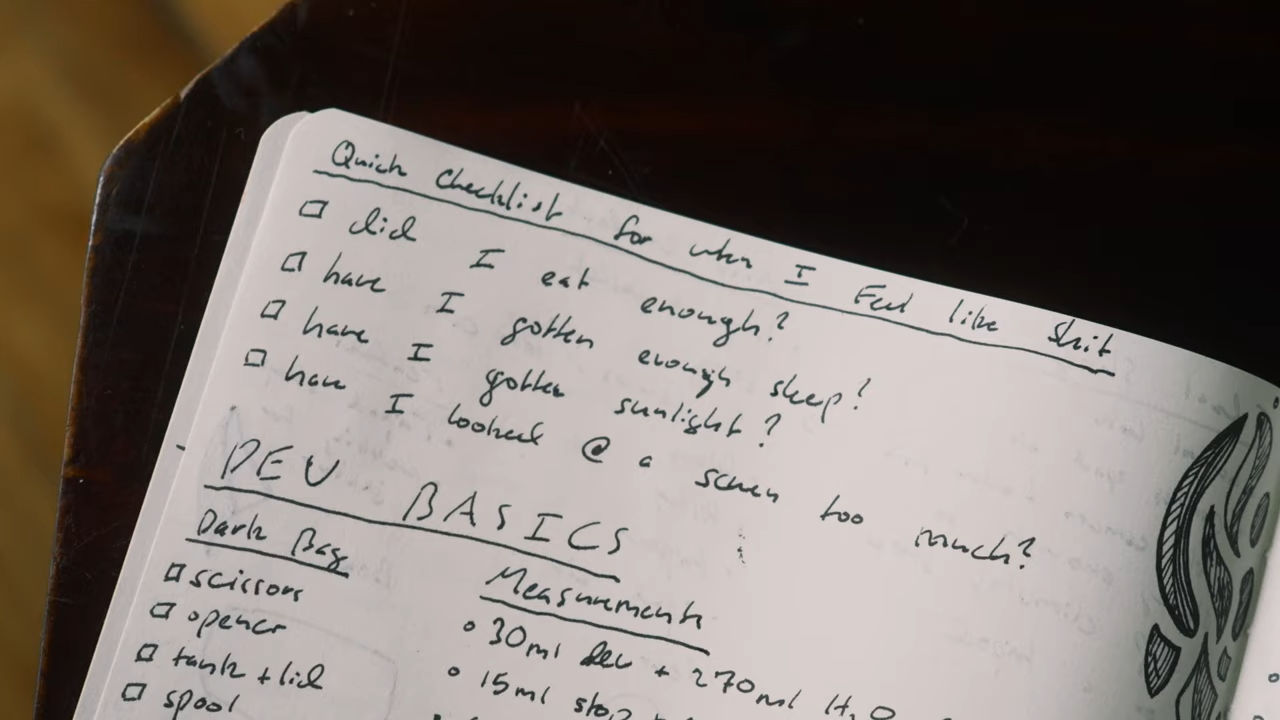 Quick Checklist for when I Feel like Shit
□ did I eat enough?
□ have I gotten enough sleep?
□ have I gotten sunlight?
□ have I looked @ a screen too much?
DEV BASICS
Dark Bag
□ scissors
□ opener
□ tank + lid
□ spool
Measurements
° 30ml dev + 270ml H₂O
° 15ml stop